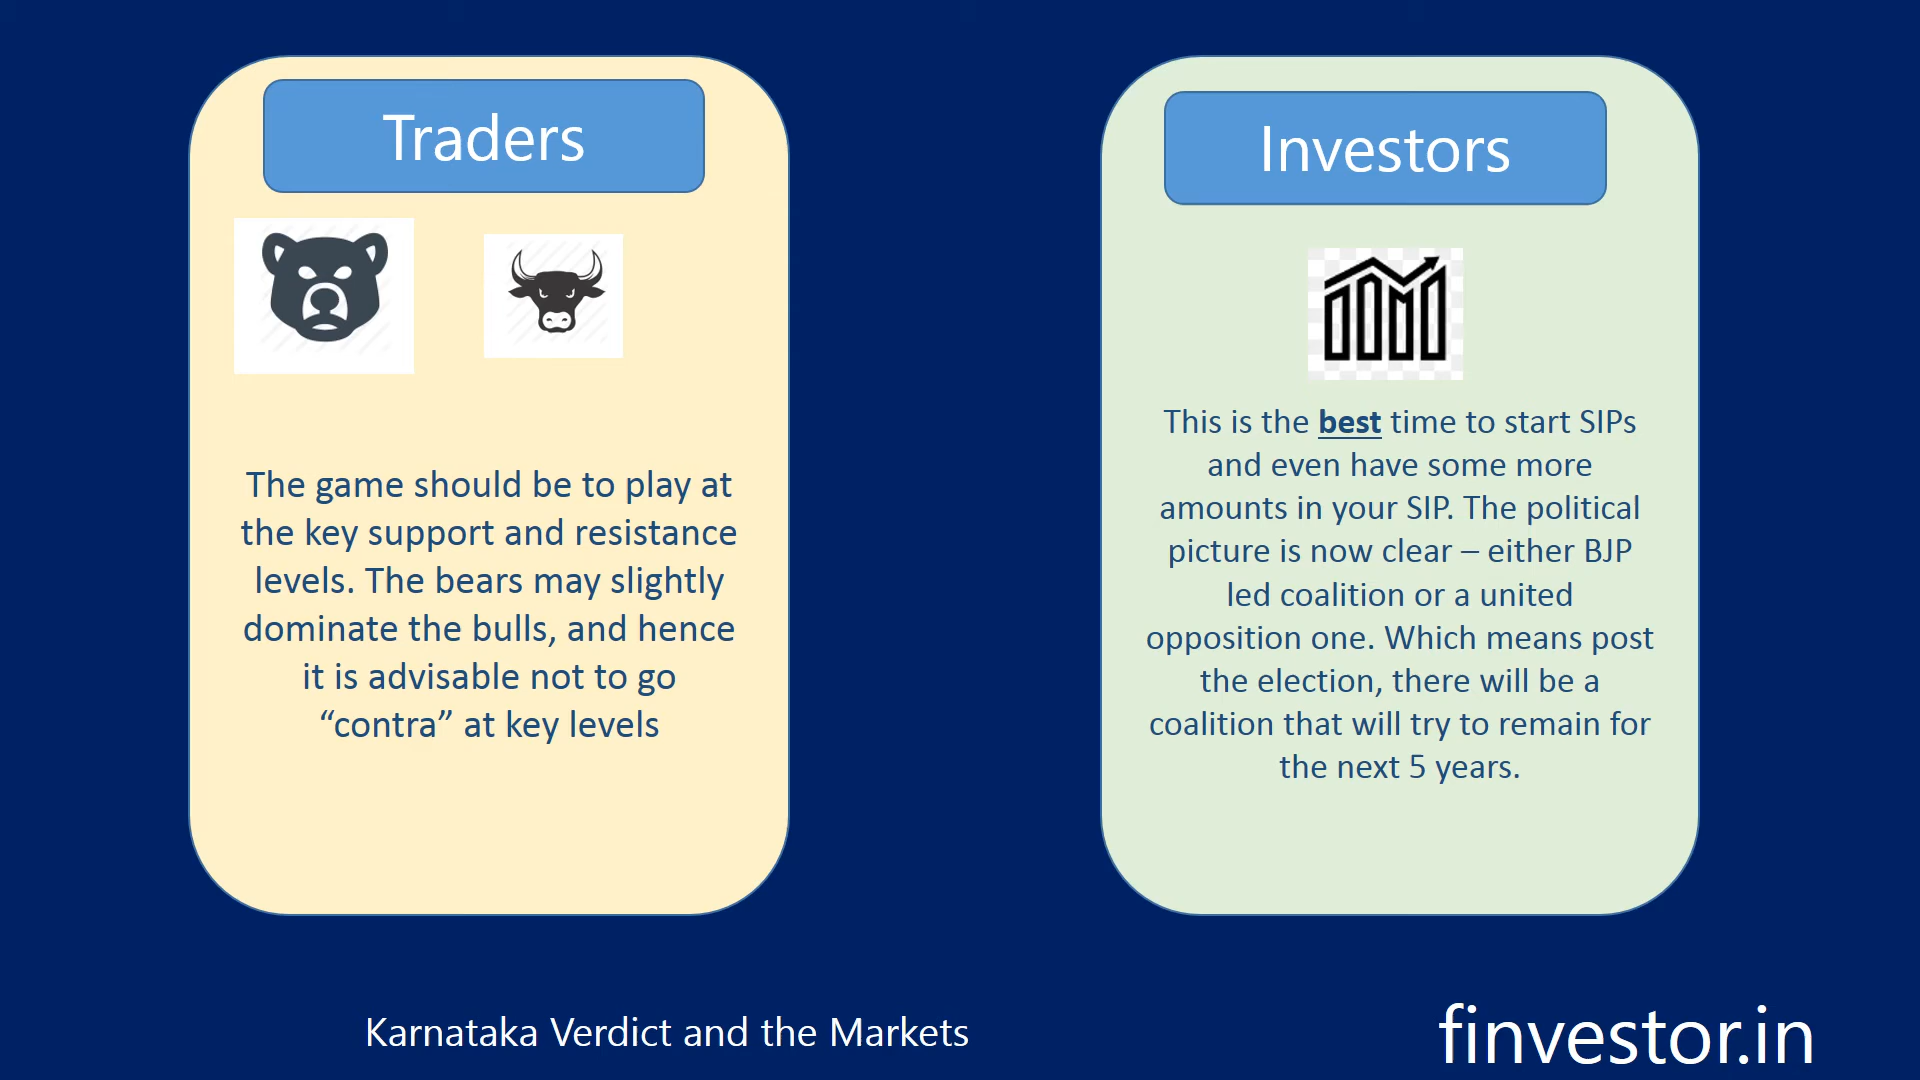 Traders
The game should be to play at
the key support and resistance
levels. The bears may slightly
dominate the bulls, and hence
it is advisable not to go
“contra” at key levels
Investors
This is the best time to start SIPs
and even have some more
amounts in your SIP. The political
picture is now clear – either BJP
led coalition or a united
opposition one. Which means post
the election, there will be a
coalition that will try to remain for
the next 5 years.
Karnataka Verdict and the Markets
finvestor.in